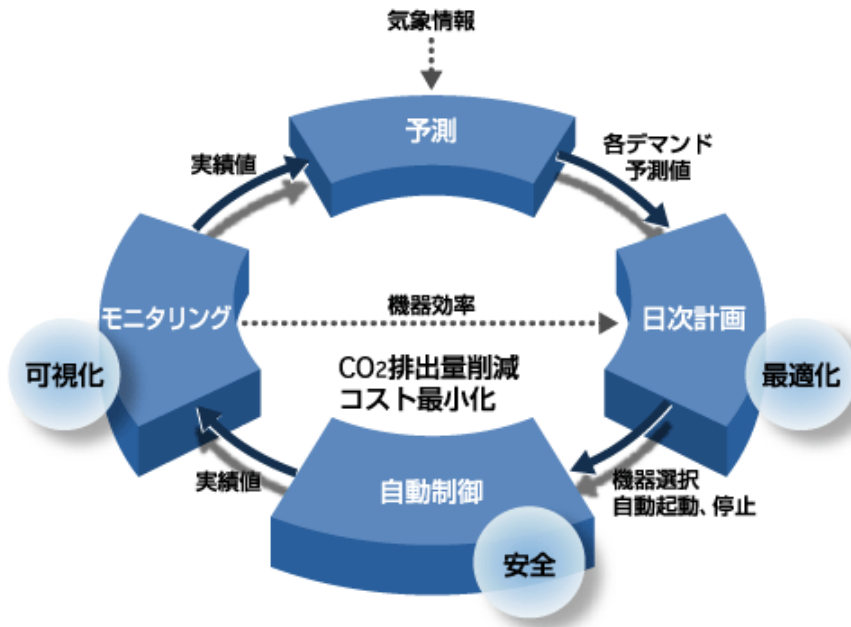 気象情報
予測
実績値
各デマンド
予測値
モニタリング
機器効率
日次計画
可視化
CO₂排出量削減
コスト最小化
最適化
実績値
自動制御
機器選択
自動起動、停止
安全